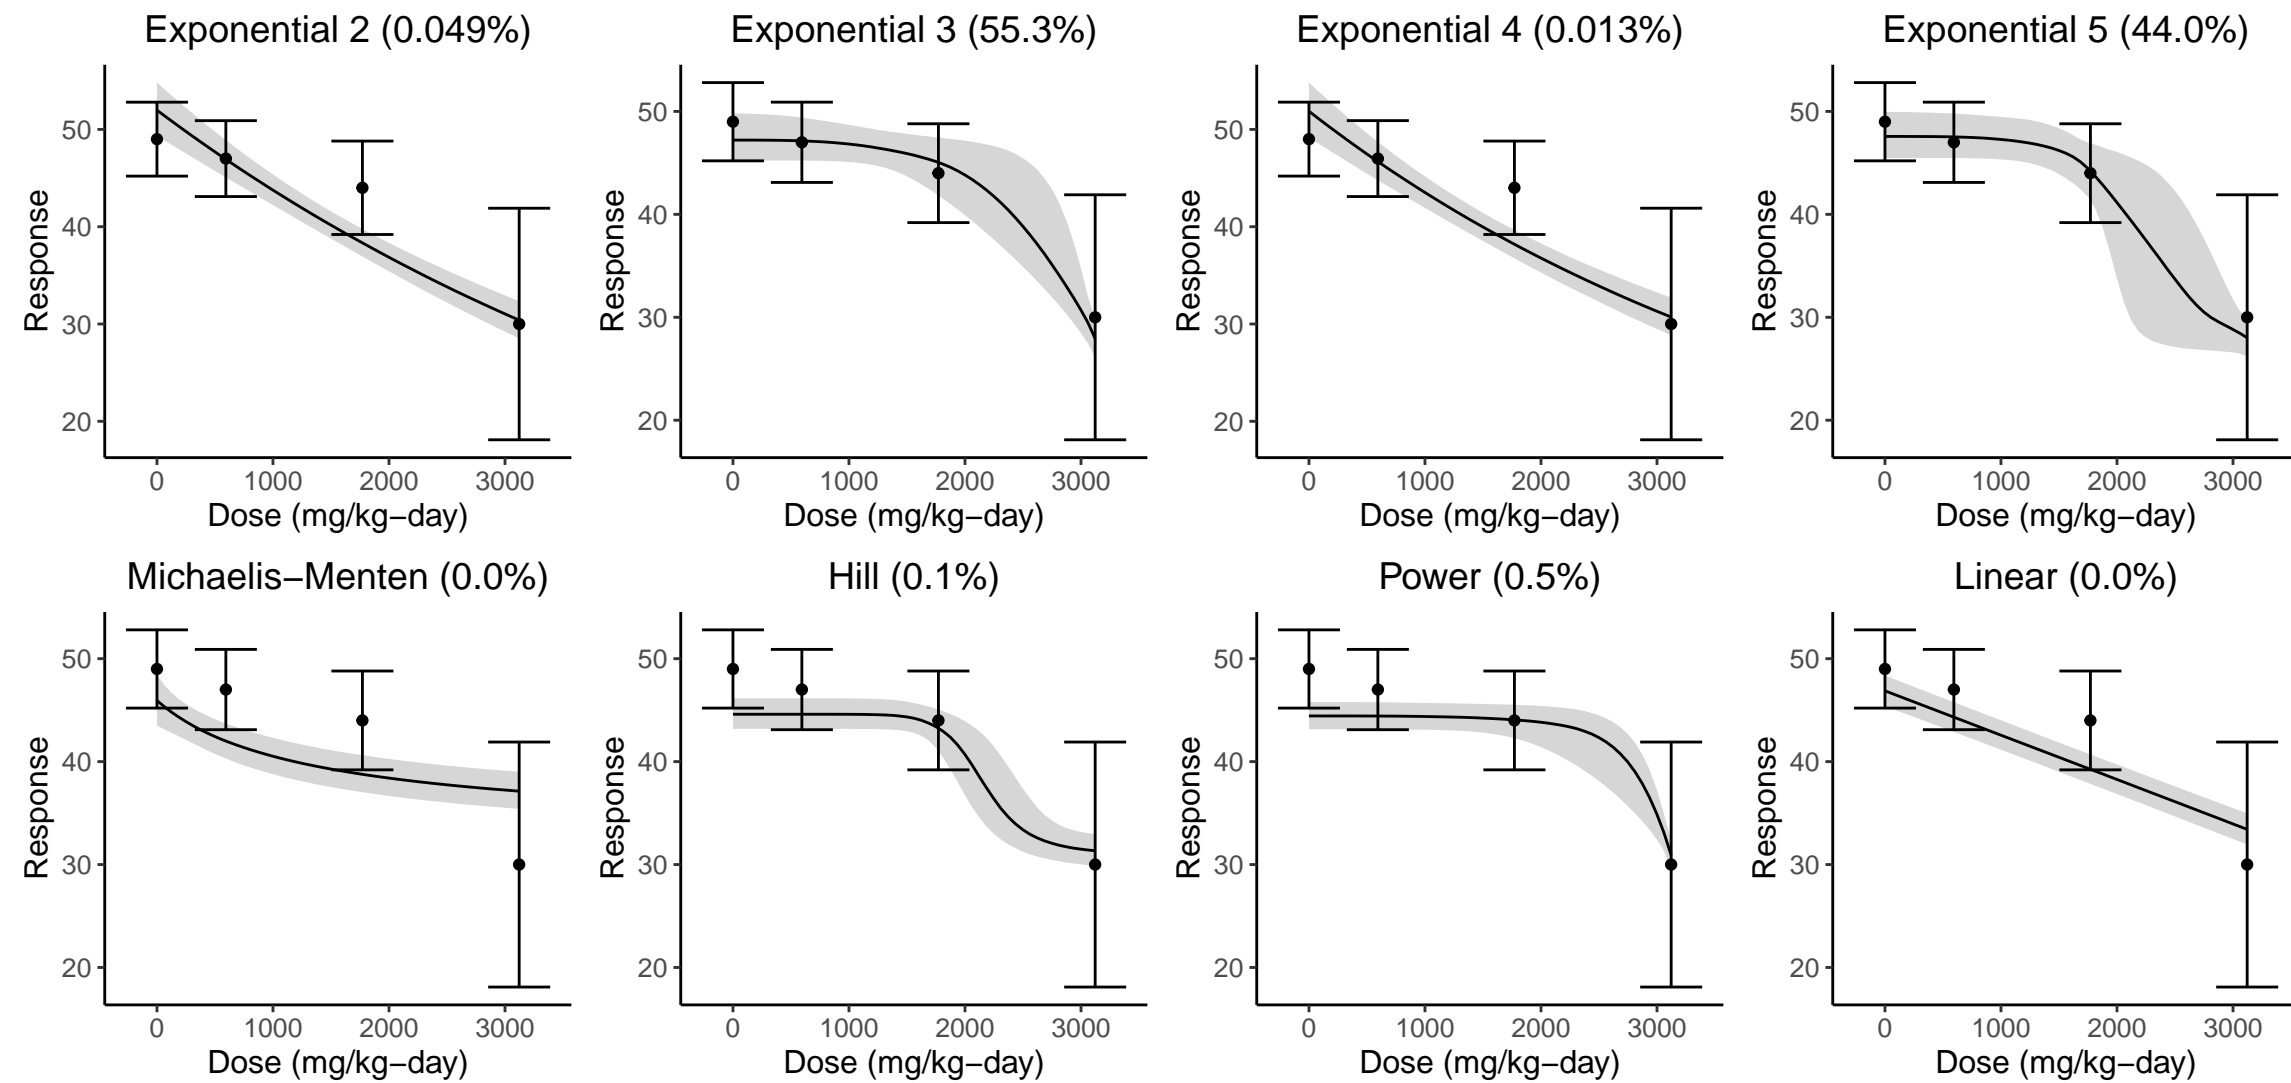 Exponential 2 (0.049%)
Exponential 3 (55.3%)
Exponential 4 (0.013%)
Exponential 5 (44.0%)
Response
50
40
30
20
0 1000 2000 3000
Dose (mg/kg−day)
Response
50
40
30
20
0 1000 2000 3000
Dose (mg/kg−day)
Response
50
40
30
20
0 1000 2000 3000
Dose (mg/kg−day)
Response
50
40
30
20
0 1000 2000 3000
Dose (mg/kg−day)
Michaelis−Menten (0.0%)
Hill (0.1%)
Power (0.5%)
Linear (0.0%)
Response
50
40
30
20
0 1000 2000 3000
Dose (mg/kg−day)
Response
50
40
30
20
0 1000 2000 3000
Dose (mg/kg−day)
Response
50
40
30
20
0 1000 2000 3000
Dose (mg/kg−day)
Response
50
40
30
20
0 1000 2000 3000
Dose (mg/kg−day)